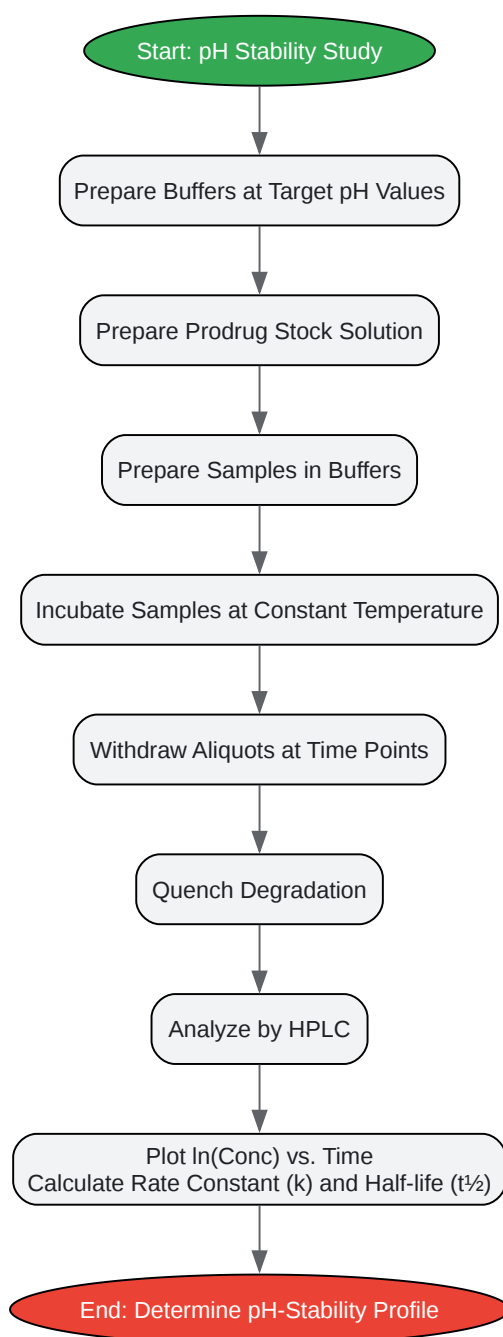 Start: pH Stability Study
Prepare Buffers at Target pH Values
Prepare Prodrug Stock Solution
Prepare Samples in Buffers
Incubate Samples at Constant Temperature
Withdraw Aliquots at Time Points
Quench Degradation
Analyze by HPLC
Plot ln(Conc) vs. Time
Calculate Rate Constant (k) and Half-life (t½)
End: Determine pH-Stability Profile